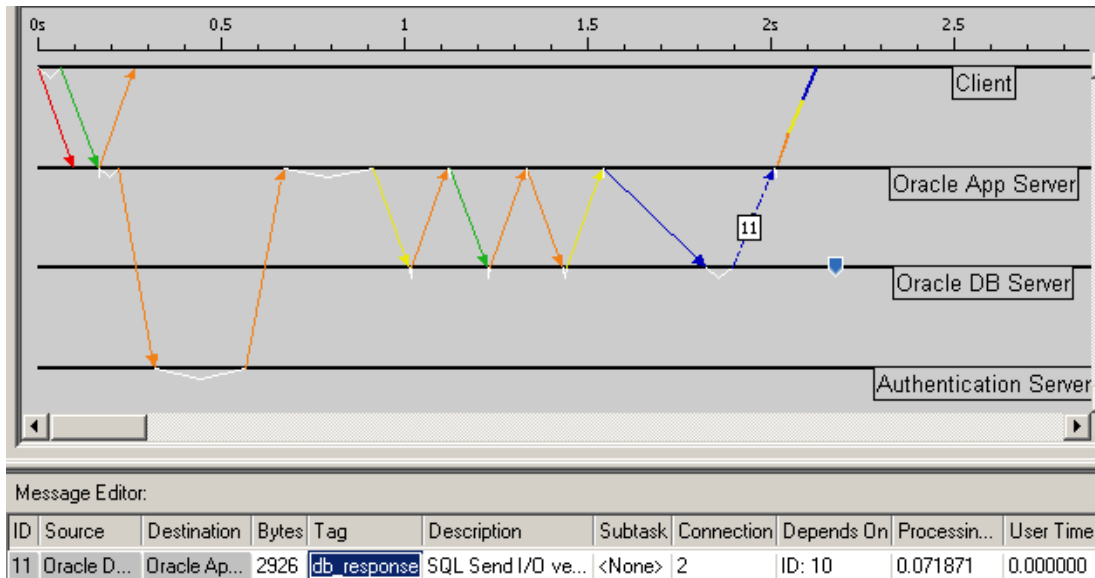 0s 0.5 1 1.5 2s 2.5
Client
Oracle App Server
11
Oracle DB Server
Authentication Server
Message Editor:
ID Source Destination Bytes Tag Description Subtask Connection Depends On Processin... User Time
11 Oracle D... Oracle Ap... 2926 db_response SQL Send I/O ve... <None> 2 ID: 10 0.071871 0.000000